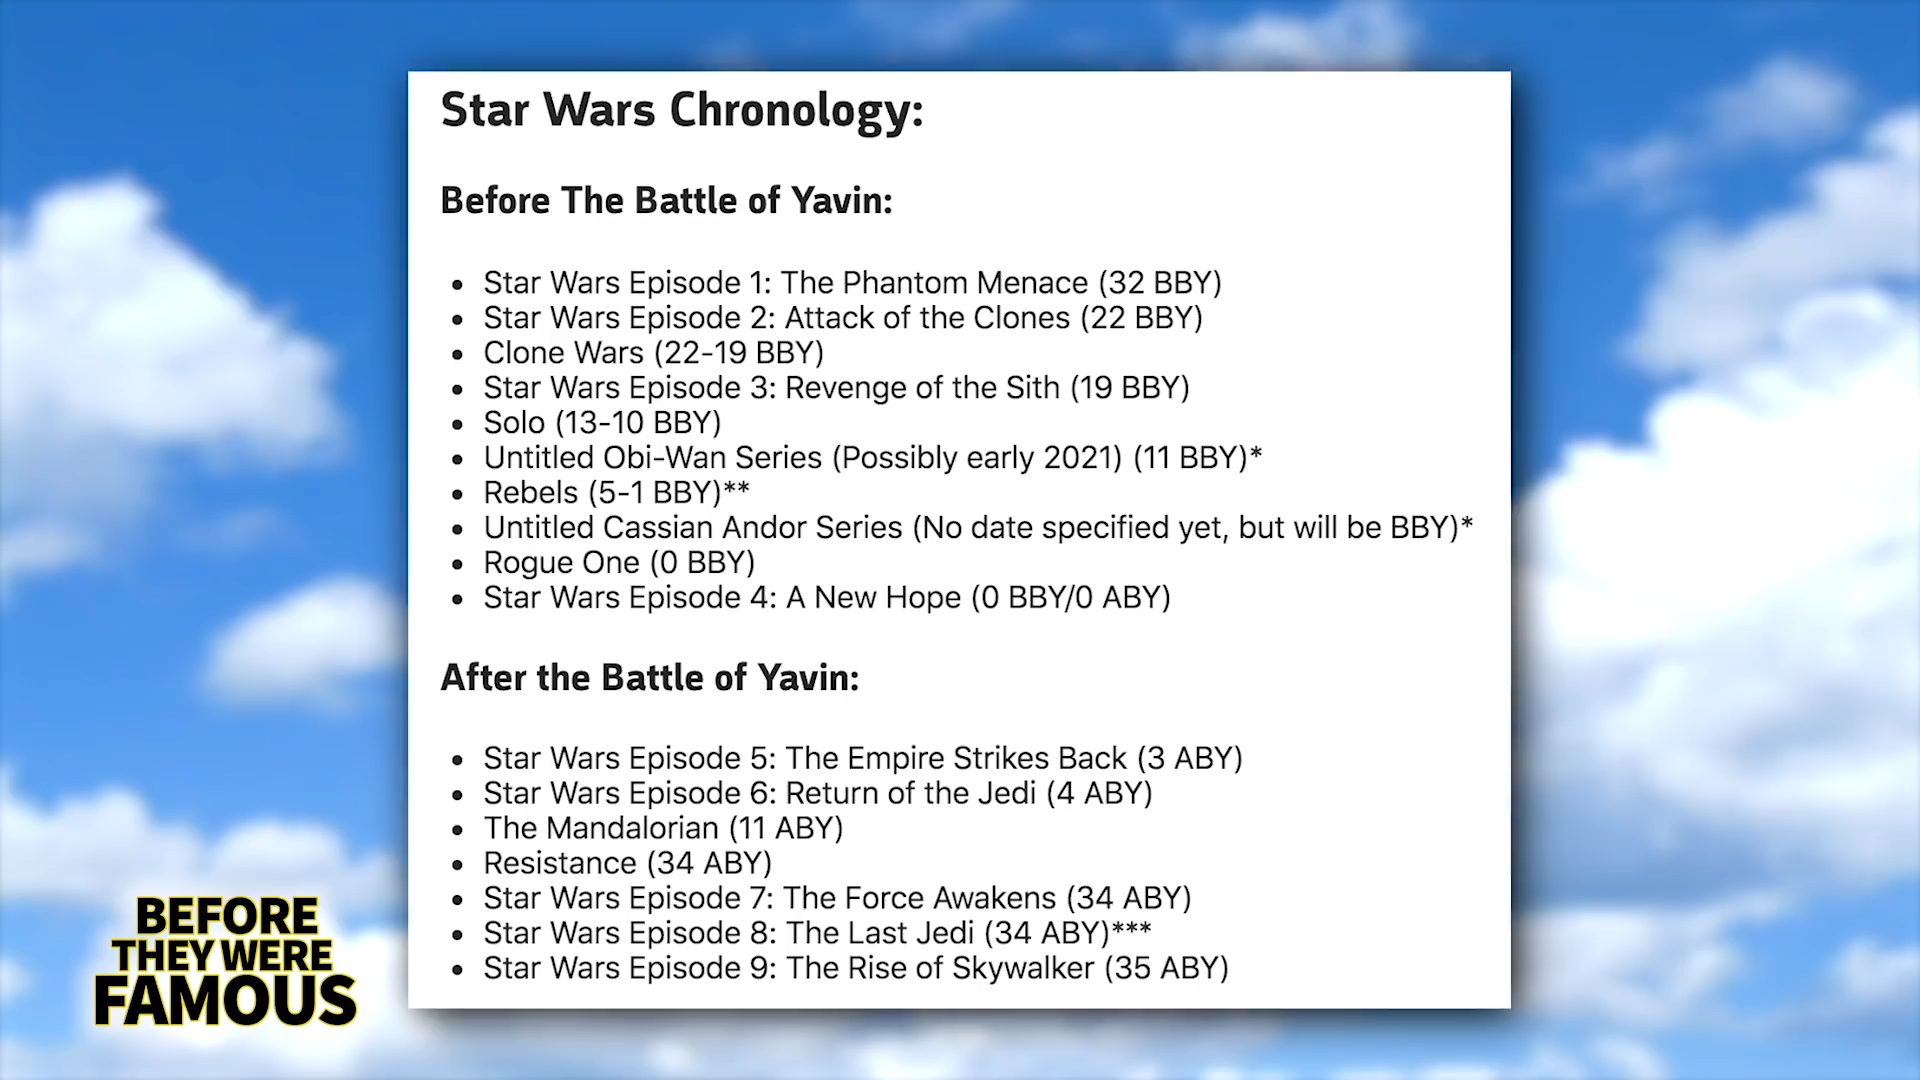 Star Wars Chronology:
Before The Battle of Yavin:
• Star Wars Episode 1: The Phantom Menace (32 BBY)
• Star Wars Episode 2: Attack of the Clones (22 BBY)
• Clone Wars (22-19 BBY)
• Star Wars Episode 3: Revenge of the Sith (19 BBY)
• Solo (13-10 BBY)
• Untitled Obi-Wan Series (Possibly early 2021) (11 BBY)*
• Rebels (5-1 BBY)**
• Untitled Cassian Andor Series (No date specified yet, but will be BBY)*
• Rogue One (0 BBY)
• Star Wars Episode 4: A New Hope (0 BBY/0 ABY)
After the Battle of Yavin:
• Star Wars Episode 5: The Empire Strikes Back (3 ABY)
• Star Wars Episode 6: Return of the Jedi (4 ABY)
• The Mandalorian (11 ABY)
• Resistance (34 ABY)
• Star Wars Episode 7: The Force Awakens (34 ABY)
• Star Wars Episode 8: The Last Jedi (34 ABY)***
• Star Wars Episode 9: The Rise of Skywalker (35 ABY)
BEFORE
THEY WERE
FAMOUS